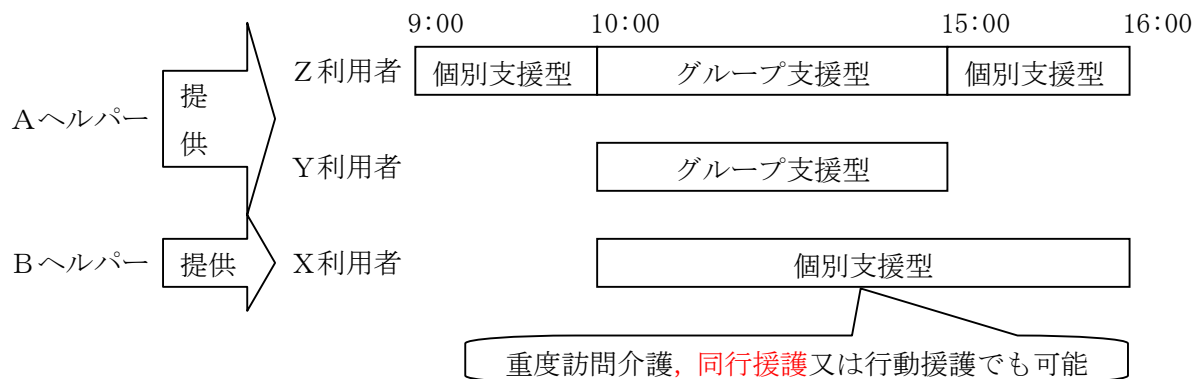 9:00 10:00 15:00 16:00
Z利用者 個別支援型 グループ支援型 個別支援型
Aヘルパー 提供
Y利用者 グループ支援型
Bヘルパー 提供 X利用者 個別支援型
重度訪問介護, 同行援護又は行動援護でも可能